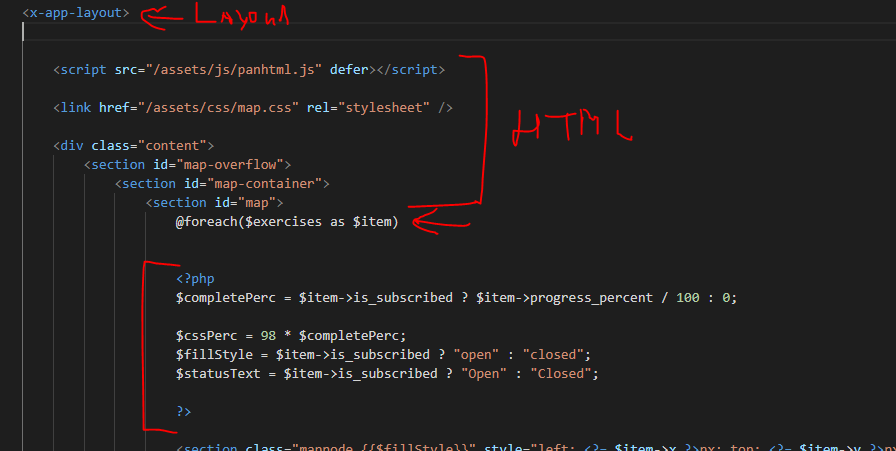 <x-app-layout> Layout
<script src="/assets/js/panhtml.js" defer></script>
<link href="/assets/css/map.css" rel="stylesheet" />
HTML
<div class="content">
<section id="map-overflow">
<section id="map-container">
<section id="map">
@foreach($exercises as $item)
<?php
$completePerc = $item->is_subscribed ? $item->progress_percent / 100 : 0;
$cssPerc = 98 * $completePerc;
$fillStyle = $item->is_subscribed ? "open" : "closed";
$statusText = $item->is_subscribed ? "Open" : "Closed";
?>
<section class="mapnode {{$fillStyle}}" style="left: <?= $item->x ?>px; top: <?= $item->y ?>px